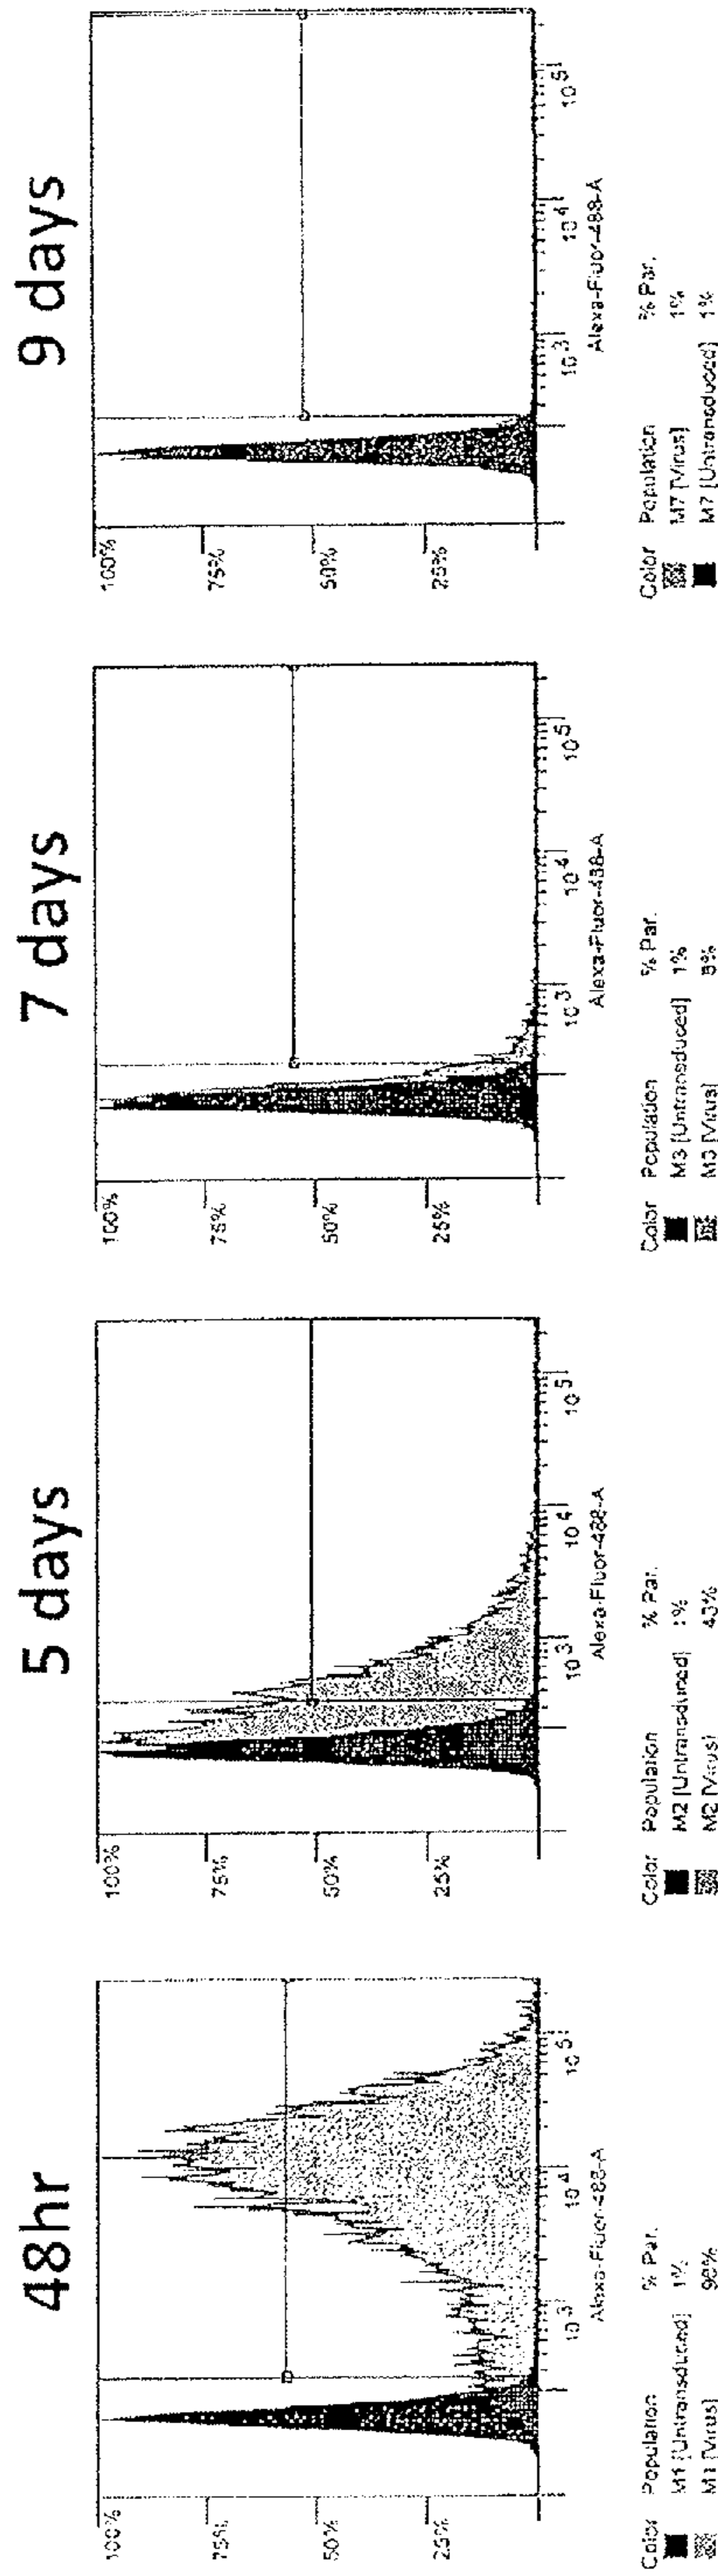 48hr
100%
75%
50%
25%
10 3
10 4
10 5
Alexa-Fluor-488-A
Color Population % Par.
M1 [Untransduced] 1%
M1 [Virus]
5 days
100%
75%
50%
25%
10 3
10 4
10 5
Alexa-Fluor-488-A
Color Population % Par.
M2 [Untransduced] 1%
M2 [Virus] 43%
7 days
100%
75%
50%
25%
10 3
10 4
10 5
Alexa-Fluor-488-A
Color Population % Par.
M3 [Untransduced] 1%
M3 [Virus]
9 days
100%
75%
50%
25%
10 3
10 4
10 5
Alexa-Fluor-488-A
Color Population % Par.
M7 [Virus] 1%
M7 [Untransduced] 1%